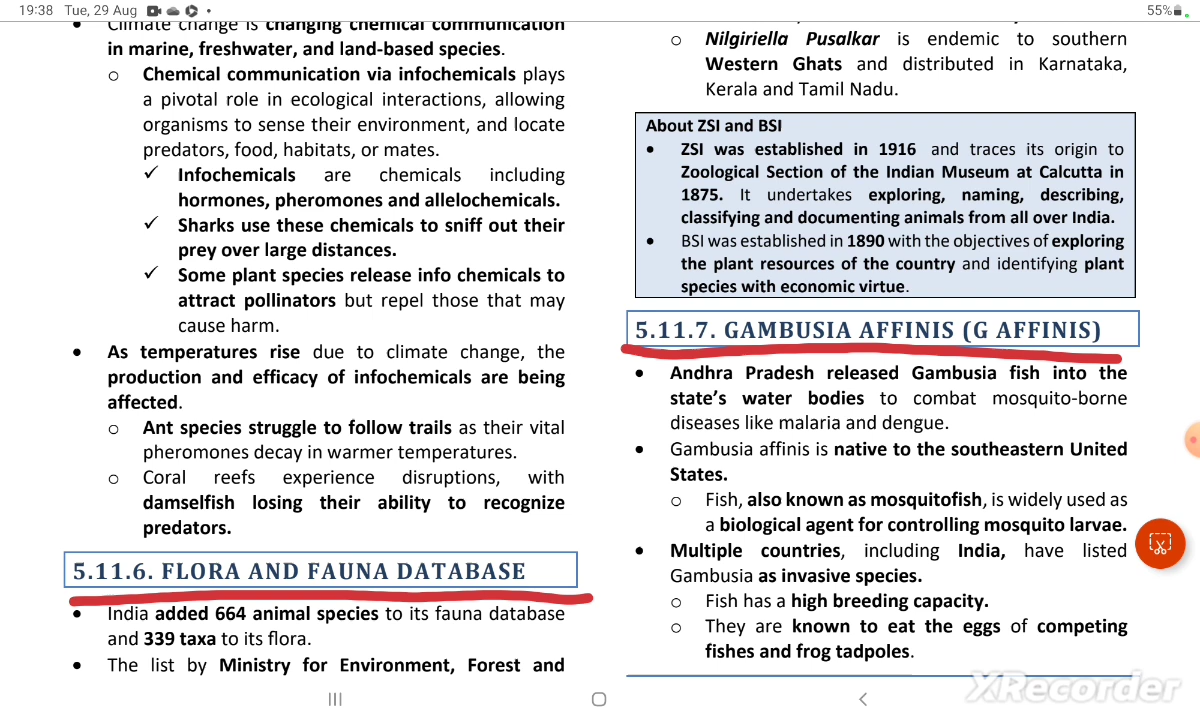 19:38 Tue, 29 Aug
55%
Climate change is changing chemical communication
in marine, freshwater, and land-based species.
o Chemical communication via infochemicals plays
a pivotal role in ecological interactions, allowing
organisms to sense their environment, and locate
predators, food, habitats, or mates.
✓ Infochemicals are chemicals including
hormones, pheromones and allelochemicals.
✓ Sharks use these chemicals to sniff out their
prey over large distances.
✓ Some plant species release info chemicals to
attract pollinators but repel those that may
cause harm.
• As temperatures rise due to climate change, the
production and efficacy of infochemicals are being
affected.
o Ant species struggle to follow trails as their vital
pheromones decay in warmer temperatures.
o Coral reefs experience disruptions, with
damselfish losing their ability to recognize
predators.
5.11.6. FLORA AND FAUNA DATABASE
• India added 664 animal species to its fauna database
and 339 taxa to its flora.
• The list by Ministry for Environment, Forest and
o Nilgiriella Pusalkar is endemic to southern
Western Ghats and distributed in Karnataka,
Kerala and Tamil Nadu.
About ZSI and BSI
• ZSI was established in 1916 and traces its origin to
Zoological Section of the Indian Museum at Calcutta in
1875. It undertakes exploring, naming, describing,
classifying and documenting animals from all over India.
• BSI was established in 1890 with the objectives of exploring
the plant resources of the country and identifying plant
species with economic virtue.
5.11.7. GAMBUSIA AFFINIS (G AFFINIS)
• Andhra Pradesh released Gambusia fish into the
state's water bodies to combat mosquito-borne
diseases like malaria and dengue.
• Gambusia affinis is native to the southeastern United
States.
o Fish, also known as mosquitofish, is widely used as
a biological agent for controlling mosquito larvae.
• Multiple countries, including India, have listed
Gambusia as invasive species.
o Fish has a high breeding capacity.
o They are known to eat the eggs of competing
fishes and frog tadpoles.
XRecorder